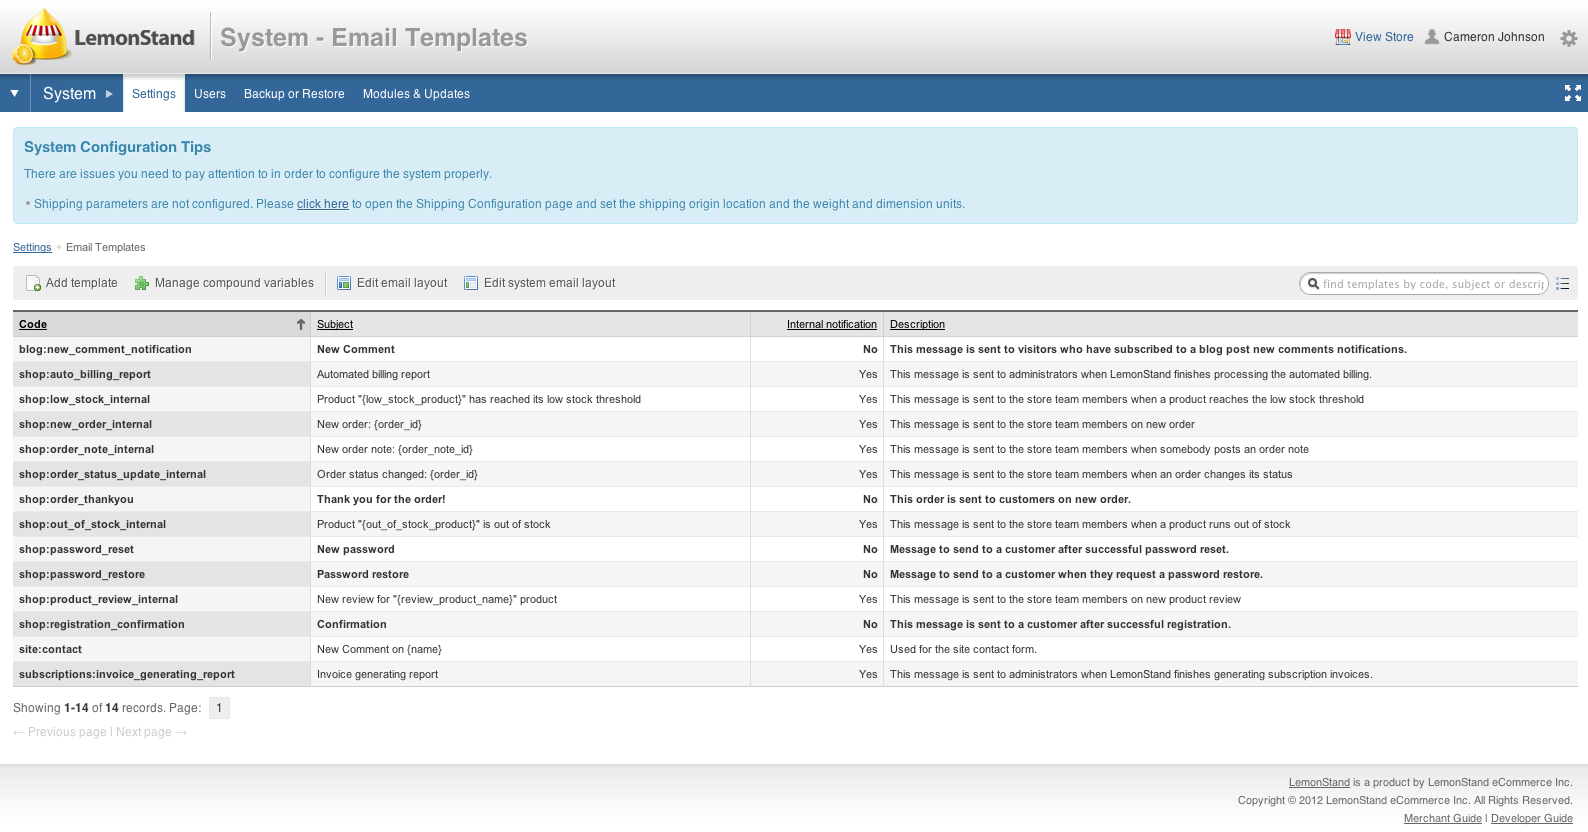 LemonStand
System - Email Templates
View Store
Cameron Johnson
System
Settings
Users
Backup or Restore
Modules & Updates
System Configuration Tips
There are issues you need to pay attention to in order to configure the system properly.
• Shipping parameters are not configured. Please click here to open the Shipping Configuration page and set the shipping origin location and the weight and dimension units.
Settings • Email Templates
Add template
Manage compound variables
Edit email layout
Edit system email layout
find templates by code, subject or descrip
Code Subject Internal notification Description
blog:new_comment_notification New Comment No This message is sent to visitors who have subscribed to a blog post new comments notifications.
shop:auto_billing_report Automated billing report Yes This message is sent to administrators when LemonStand finishes processing the automated billing.
shop:low_stock_internal Product "{low_stock_product}" has reached its low stock threshold Yes This message is sent to the store team members when a product reaches the low stock threshold
shop:new_order_internal New order: {order_id} Yes This message is sent to the store team members on new order
shop:order_note_internal New order note: {order_note_id} Yes This message is sent to the store team members when somebody posts an order note
shop:order_status_update_internal Order status changed: {order_id} Yes This message is sent to the store team members when an order changes its status
shop:order_thankyou Thank you for the order! No This order is sent to customers on new order.
shop:out_of_stock_internal Product "{out_of_stock_product}" is out of stock Yes This message is sent to the store team members when a product runs out of stock
shop:password_reset New password No Message to send to a customer after successful password reset.
shop:password_restore Password restore No Message to send to a customer when they request a password restore.
shop:product_review_internal New review for "{review_product_name}" product Yes This message is sent to the store team members on new product review
shop:registration_confirmation Confirmation No This message is sent to a customer after successful registration.
site:contact New Comment on {name} Yes Used for the site contact form.
subscriptions:invoice_generating_report Invoice generating report Yes This message is sent to administrators when LemonStand finishes generating subscription invoices.
Showing 1-14 of 14 records. Page: 1
← Previous page | Next page →
LemonStand is a product by LemonStand eCommerce Inc.
Copyright © 2012 LemonStand eCommerce Inc. All Rights Reserved.
Merchant Guide | Developer Guide